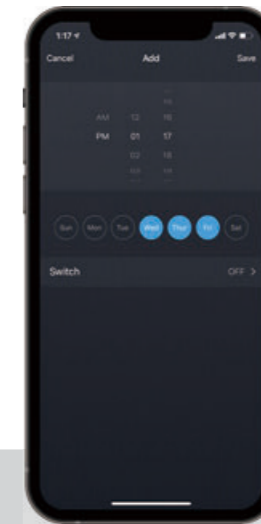 1:17
Cancel Add Save
AM 12 16
PM 01 17
02 18
Sun Mon Tue Wed Thur Fri Sat
Switch OFF >